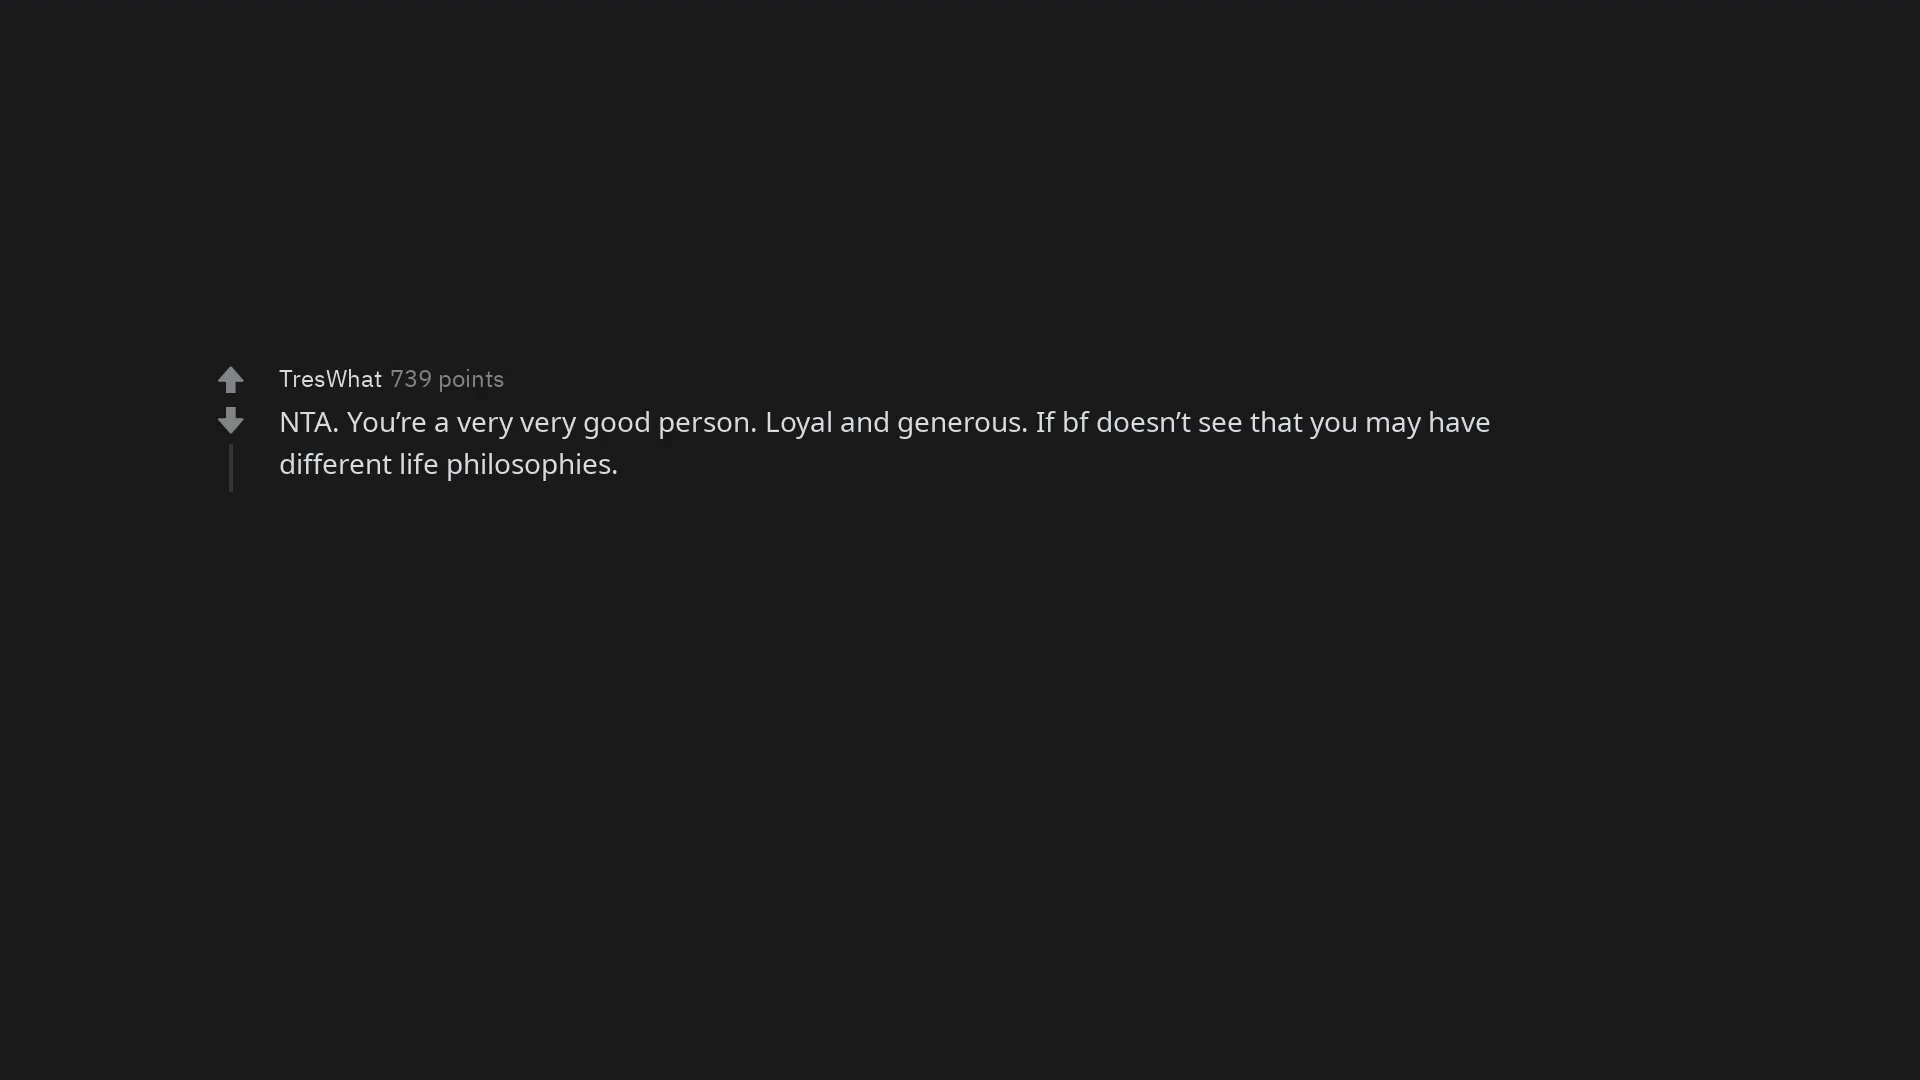 TresWhat 739 points
NTA. You’re a very very good person. Loyal and generous. If bf doesn’t see that you may have
different life philosophies.